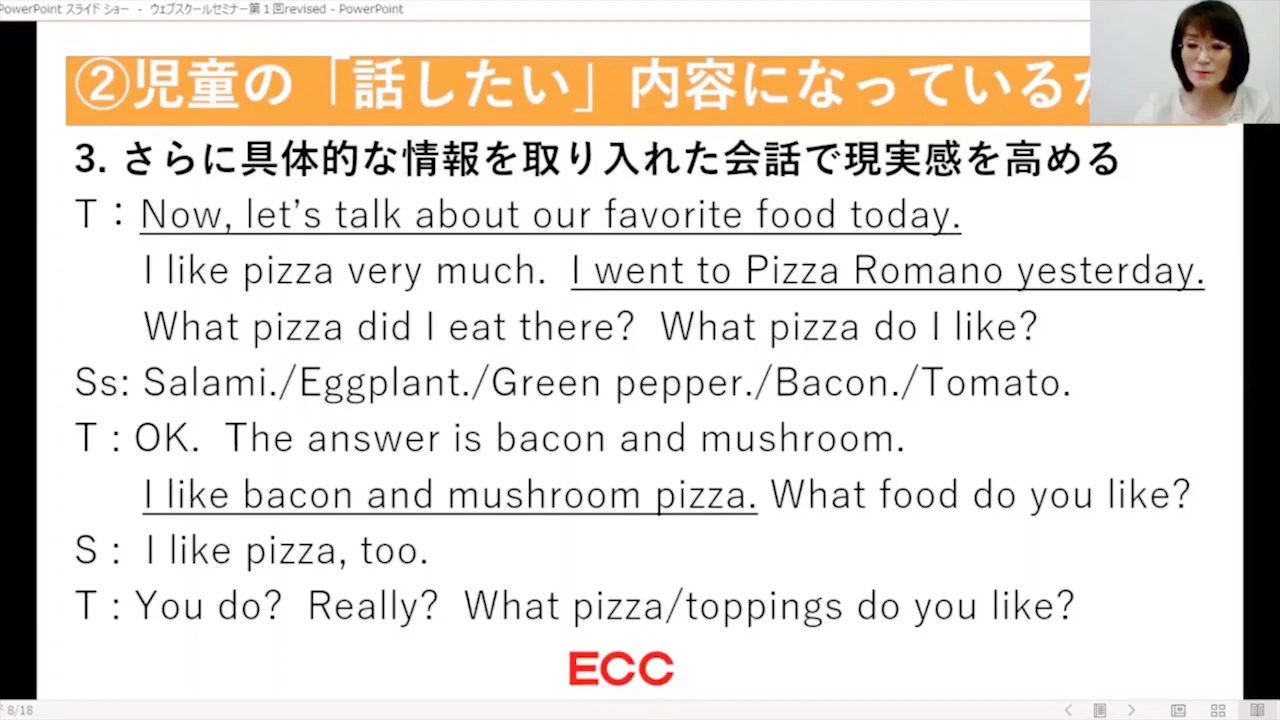 PowerPoint スライド ショー - ウェブスクールセミナー第1回revised - PowerPoint
②児童の「話したい」内容になっている
3. さらに具体的な情報を取り入れた会話で現実感を高める
T：Now, let's talk about our favorite food today.
I like pizza very much. I went to Pizza Romano yesterday.
What pizza did I eat there? What pizza do I like?
Ss: Salami./Eggplant./Green pepper./Bacon./Tomato.
T : OK. The answer is bacon and mushroom.
I like bacon and mushroom pizza. What food do you like?
S : I like pizza, too.
T : You do? Really? What pizza/toppings do you like?
ECC
8/18